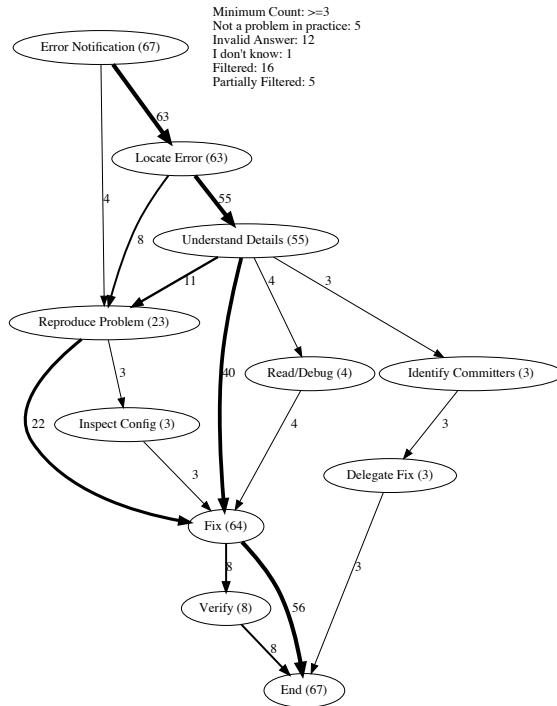 Minimum Count: >=3
Not a problem in practice: 5
Invalid Answer: 12
I don't know: 1
Filtered: 16
Partially Filtered: 5
Error Notification (67)
63
Locate Error (63)
4
55
8
Understand Details (55)
11
4
3
Reproduce Problem (23)
Read/Debug (4)
Identify Committers (3)
3
40
22
Inspect Config (3)
4
3
3
Delegate Fix (3)
Fix (64)
8
56
3
Verify (8)
8
End (67)